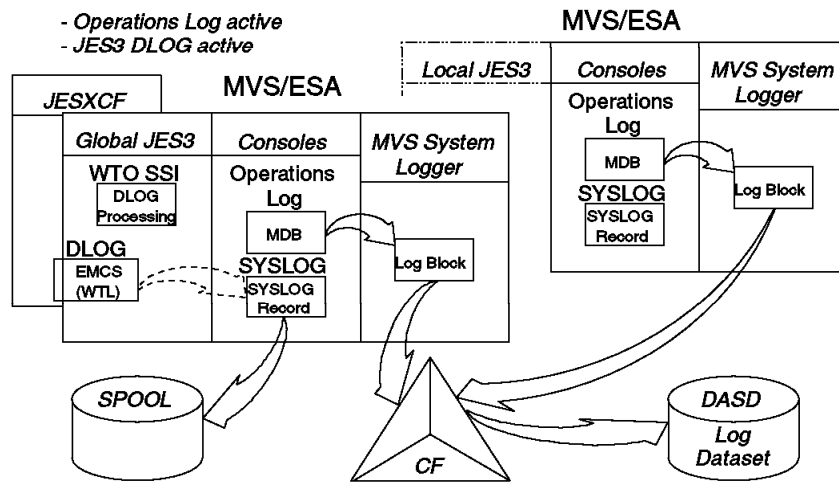 - Operations Log active
- JES3 DLOG active
MVS/ESA
JESXCF
Global JES3
Consoles
MVS System
Logger
WTO SSI
DLOG
Processing
DLOG
EMCS
(WTL)
Operations
Log
MDB
SYSLOG
SYSLOG
Record
Log Block
MVS/ESA
Local JES3
Consoles
MVS System
Logger
Operations
Log
MDB
SYSLOG
SYSLOG
Record
Log Block
SPOOL
CF
DASD
Log
Dataset